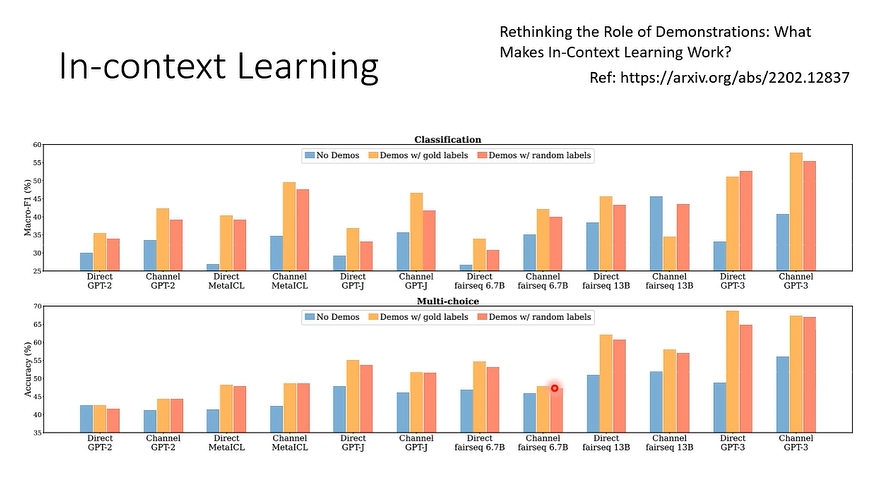 In-context Learning
Rethinking the Role of Demonstrations: What
Makes In-Context Learning Work?
Ref: https://arxiv.org/abs/2202.12837
Classification
No Demos Demos w/ gold labels Demos w/ random labels
Macro-F1 (%)
60
55
50
45
40
35
30
25
Direct GPT-2
Channel GPT-2
Direct MetaICL
Channel MetaICL
Direct GPT-J
Channel GPT-J
Direct fairseq 6.7B
Channel fairseq 6.7B
Direct fairseq 13B
Channel fairseq 13B
Direct GPT-3
Channel GPT-3
Multi-choice
No Demos Demos w/ gold labels Demos w/ random labels
Accuracy (%)
70
65
60
55
50
45
40
35
Direct GPT-2
Channel GPT-2
Direct MetaICL
Channel MetaICL
Direct GPT-J
Channel GPT-J
Direct fairseq 6.7B
Channel fairseq 6.7B
Direct fairseq 13B
Channel fairseq 13B
Direct GPT-3
Channel GPT-3